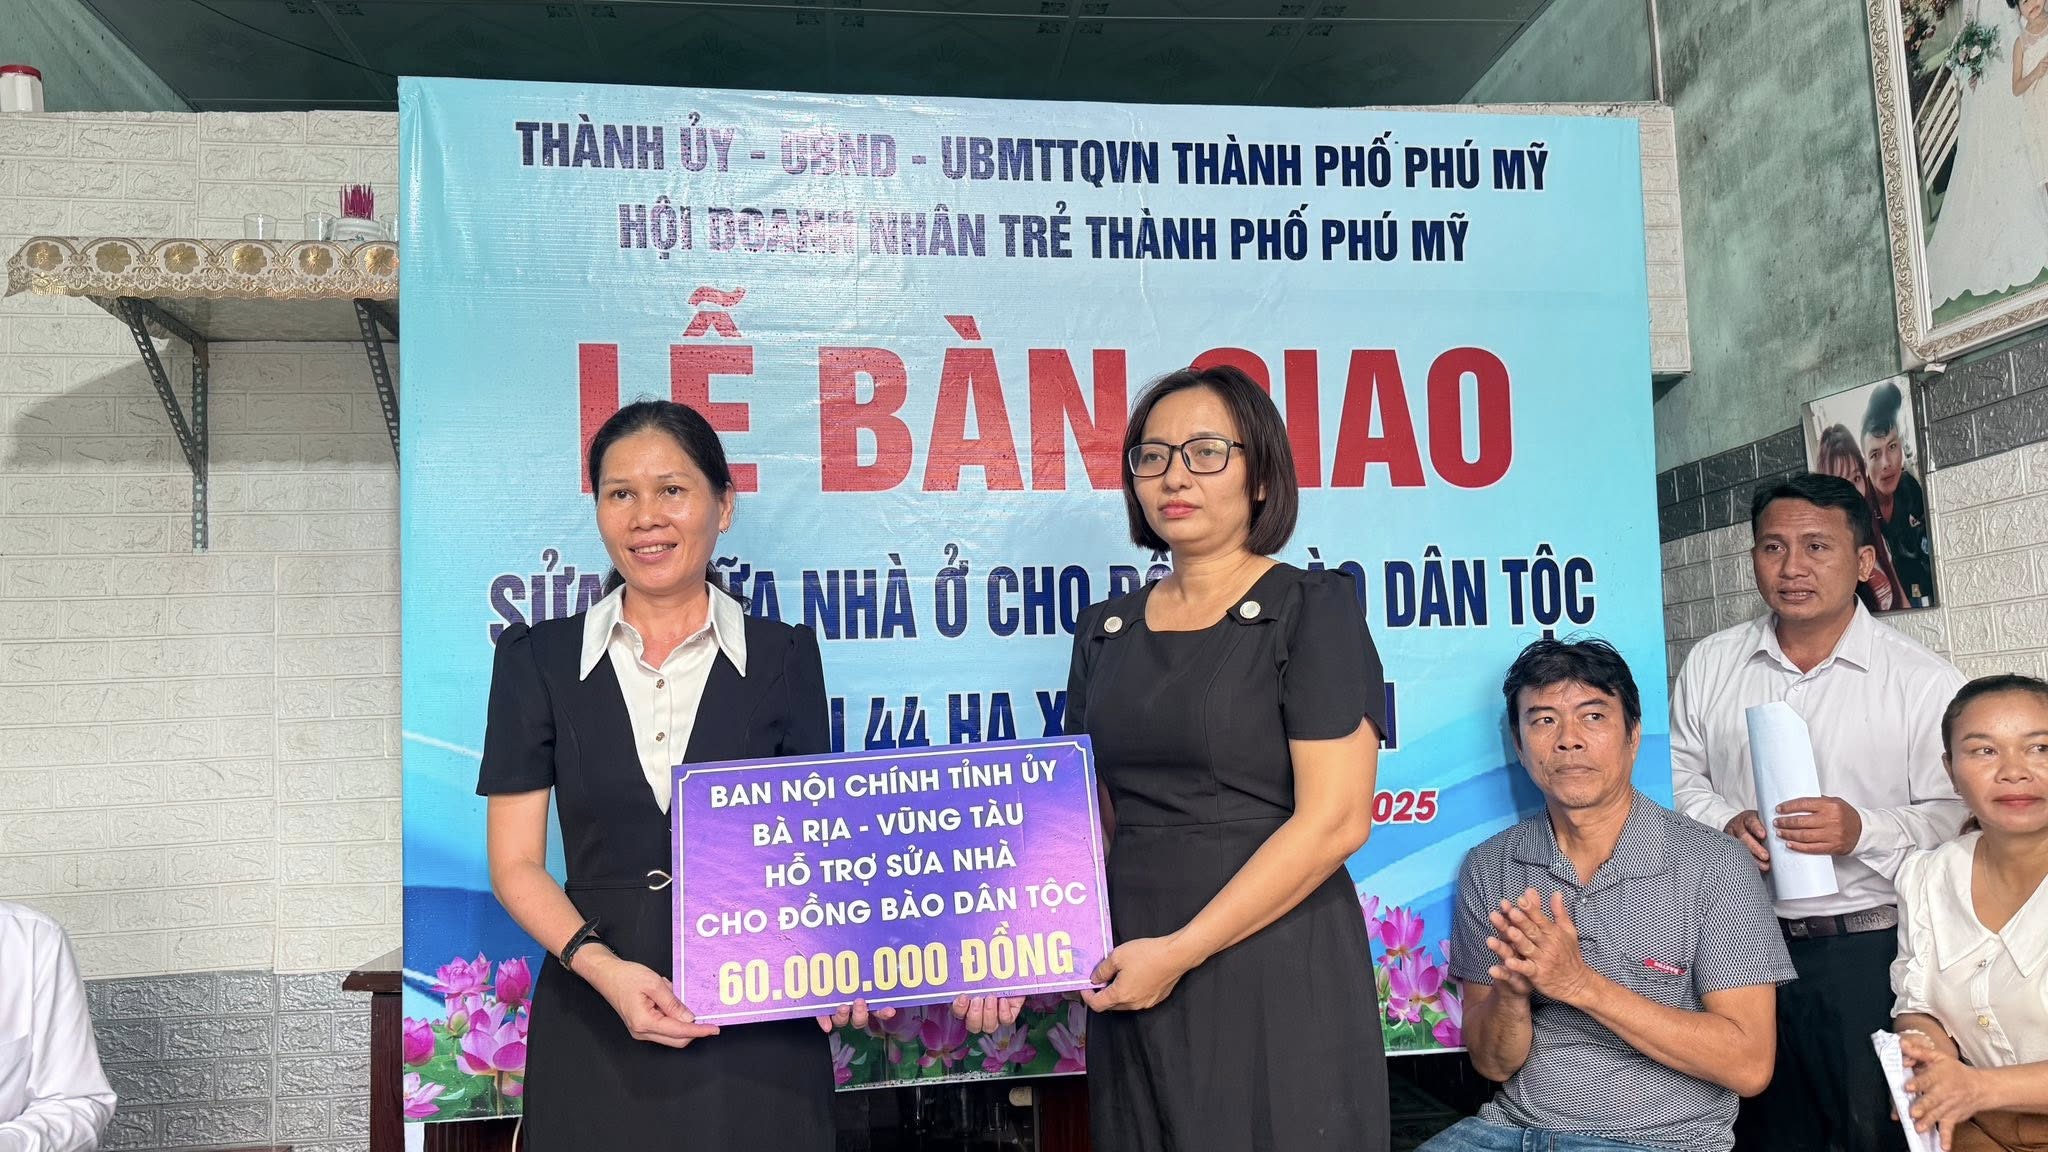 THÀNH ỦY - UBND - UBMTTQVN THÀNH PHỐ PHÚ MỸ
HỘI DOANH NHÂN TRẺ THÀNH PHỐ PHÚ MỸ
LỄ BÀN GIAO
SỬA NHÀ Ở CHO DÂN TỘC
44 HA
2025
BAN NỘI CHÍNH TỈNH ỦY
BÀ RỊA - VŨNG TÀU
HỖ TRỢ SỬA NHÀ
CHO ĐỒNG BÀO DÂN TỘC
60.000.000 ĐỒNG